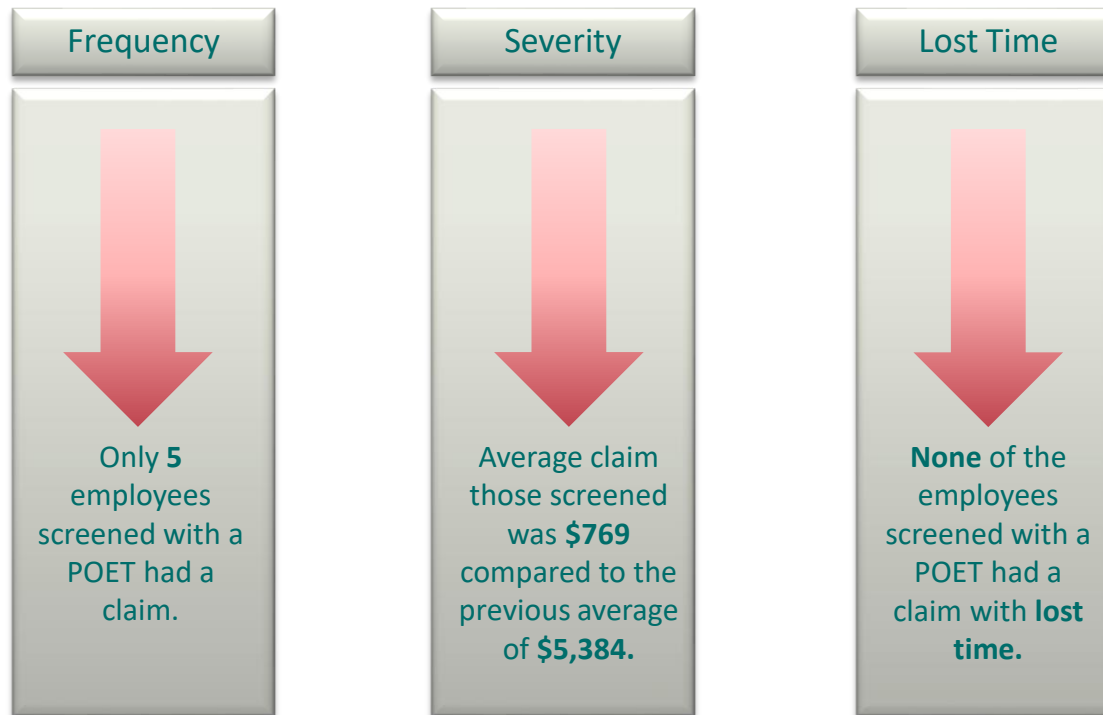 Frequency
Only 5
employees
screened with a
POET had a
claim.
Severity
Average claim
those screened
was $769
compared to the
previous average
of $5,384.
Lost Time
None of the
employees
screened with a
POET had a
claim with lost
time.